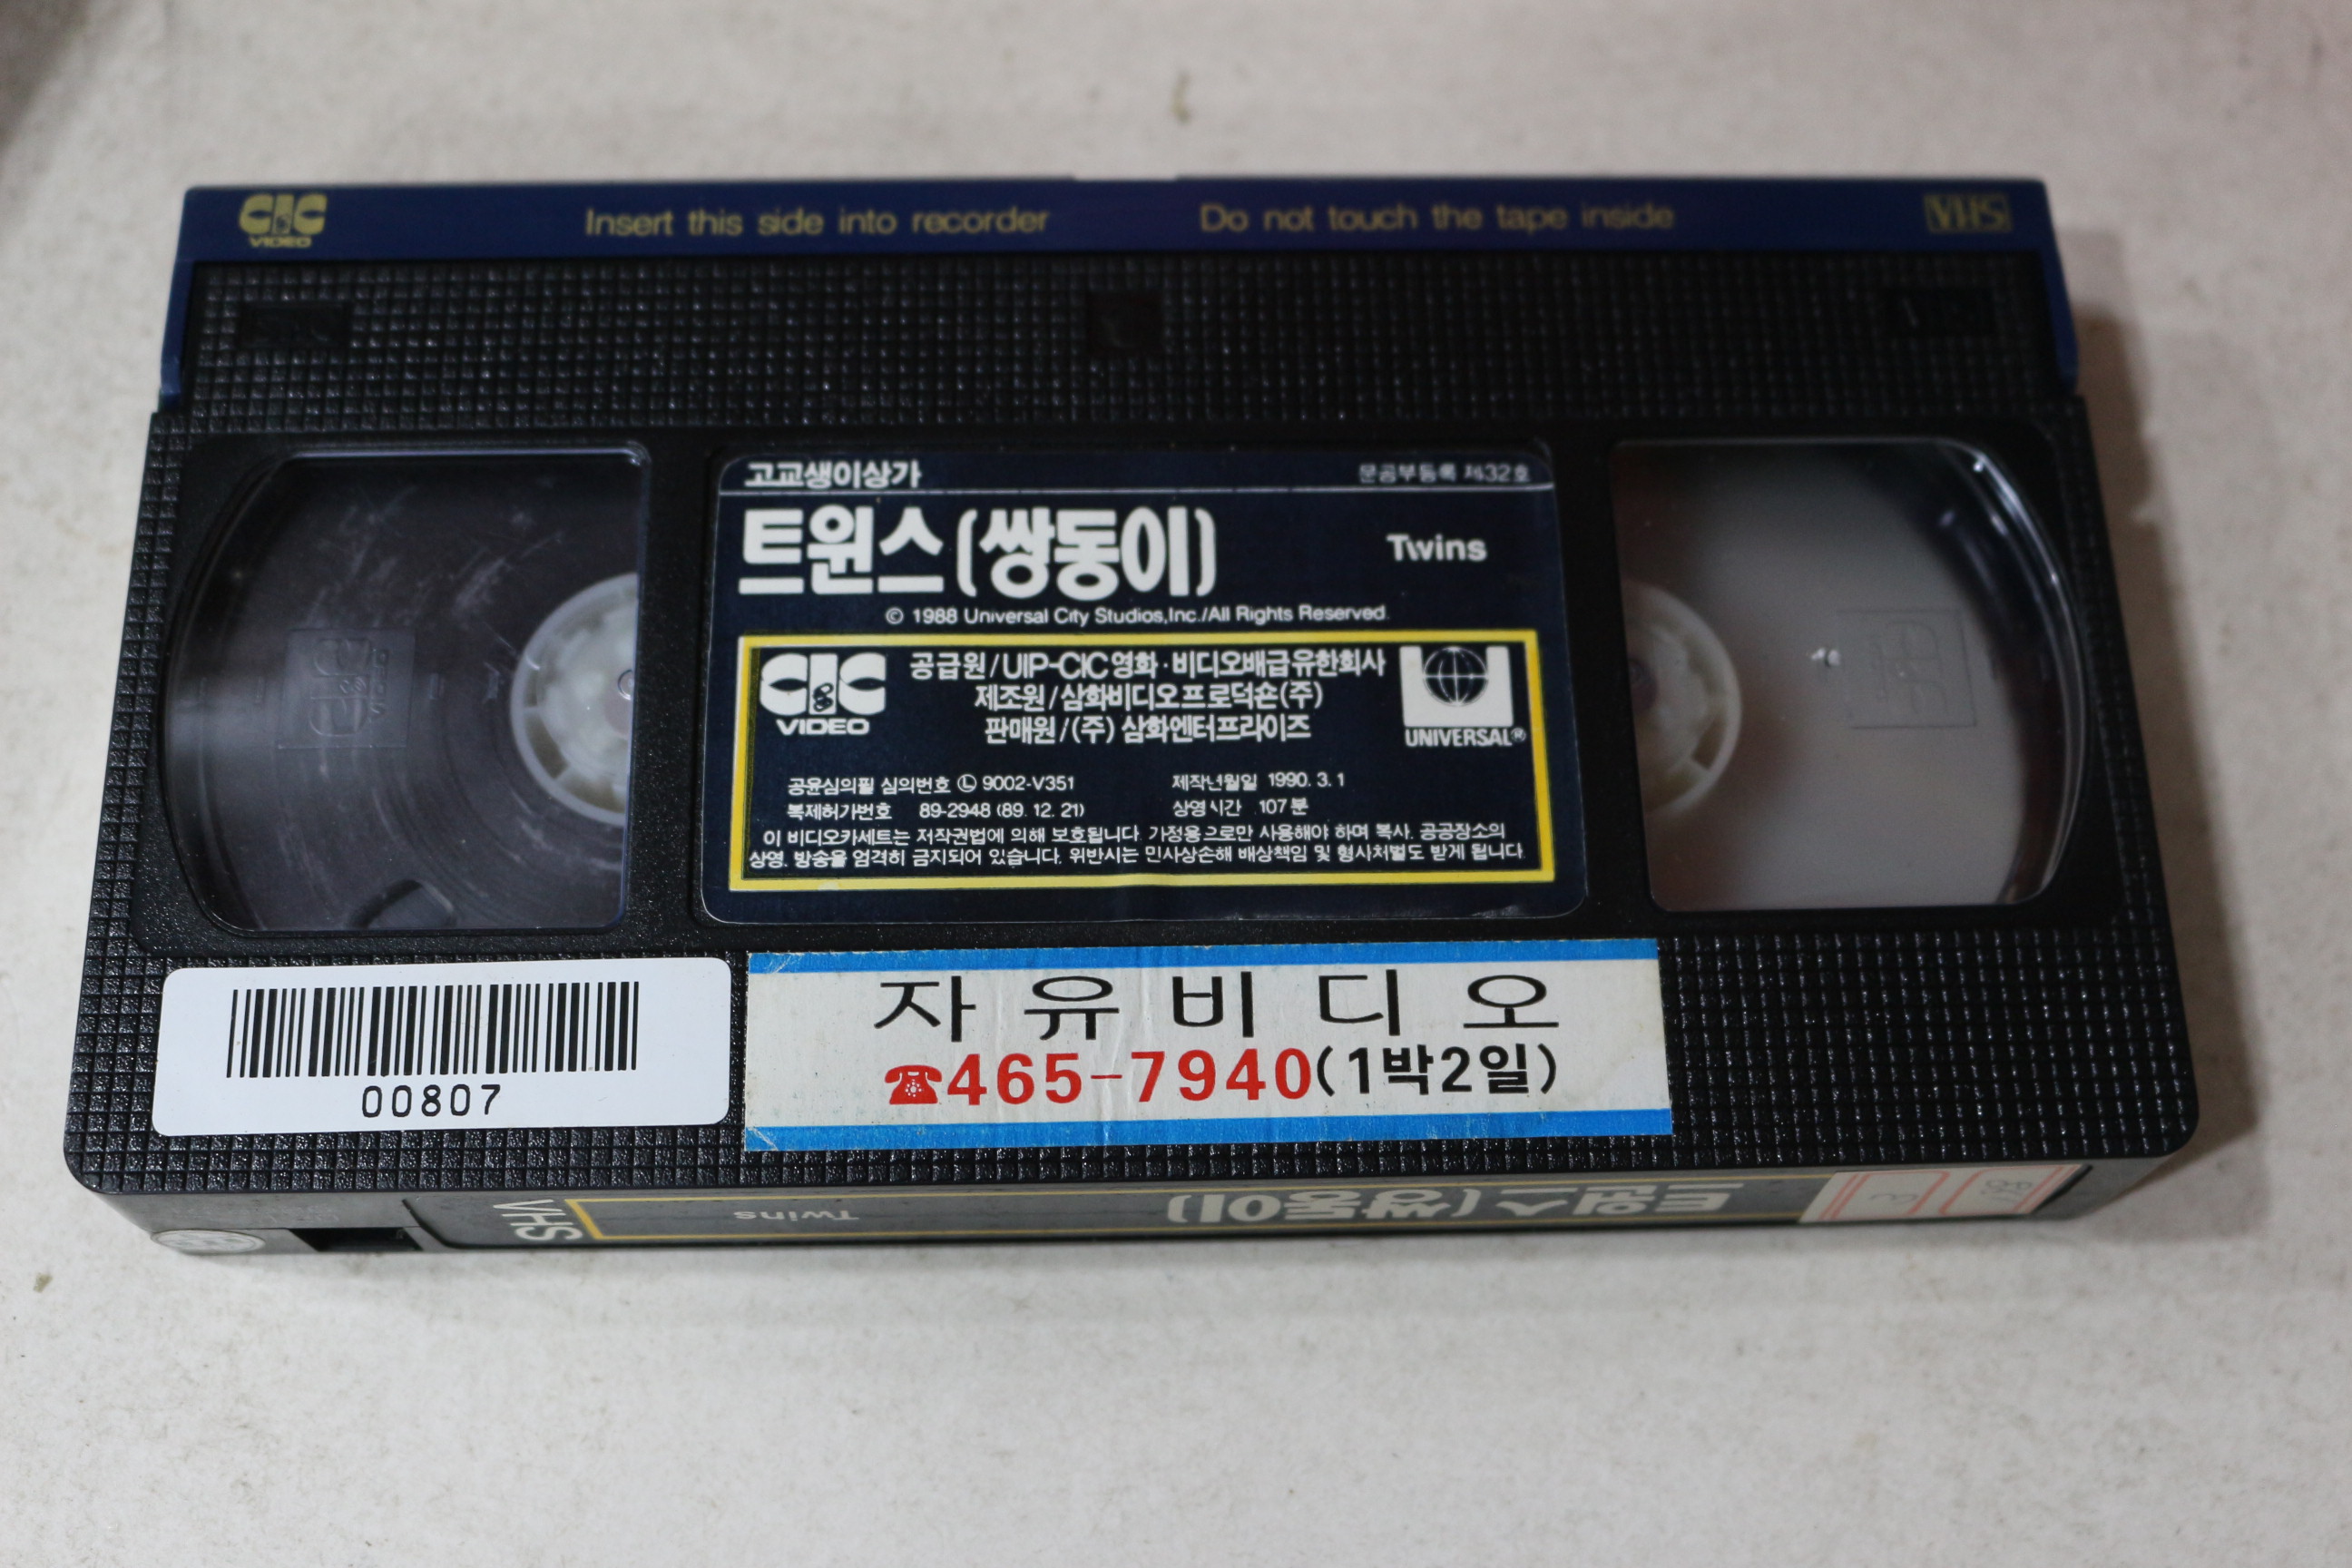 CIC VIDEO
Insert this side into recorder
Do not touch the tape inside
VHS
고교생이상가
문공부등록 제32호
트윈스(쌍동이)
Twins
© 1988 Universal City Studios,Inc./All Rights Reserved.
CIC VIDEO
공급원/UIP-CIC영화·비디오배급유한회사
제조원/삼화비디오프로덕숀(주)
판매원/(주) 삼화엔터프라이즈
UNIVERSAL®
공윤심의필 심의번호 Ⓛ 9002-V351
제작년월일 1990. 3. 1
복제허가번호 89-2948 (89. 12. 21)
상영시간 107분
이 비디오카세트는 저작권법에 의해 보호됩니다. 가정용으로만 사용해야 하며 복사. 공공장소의
상영. 방송을 엄격히 금지되어 있습니다. 위반시는 민사상손해 배상책임 및 형사처벌도 받게 됩니다.
00807
자유비디오
☎465-7940(1박2일)
VHS
Twins
트윈스(쌍동이)